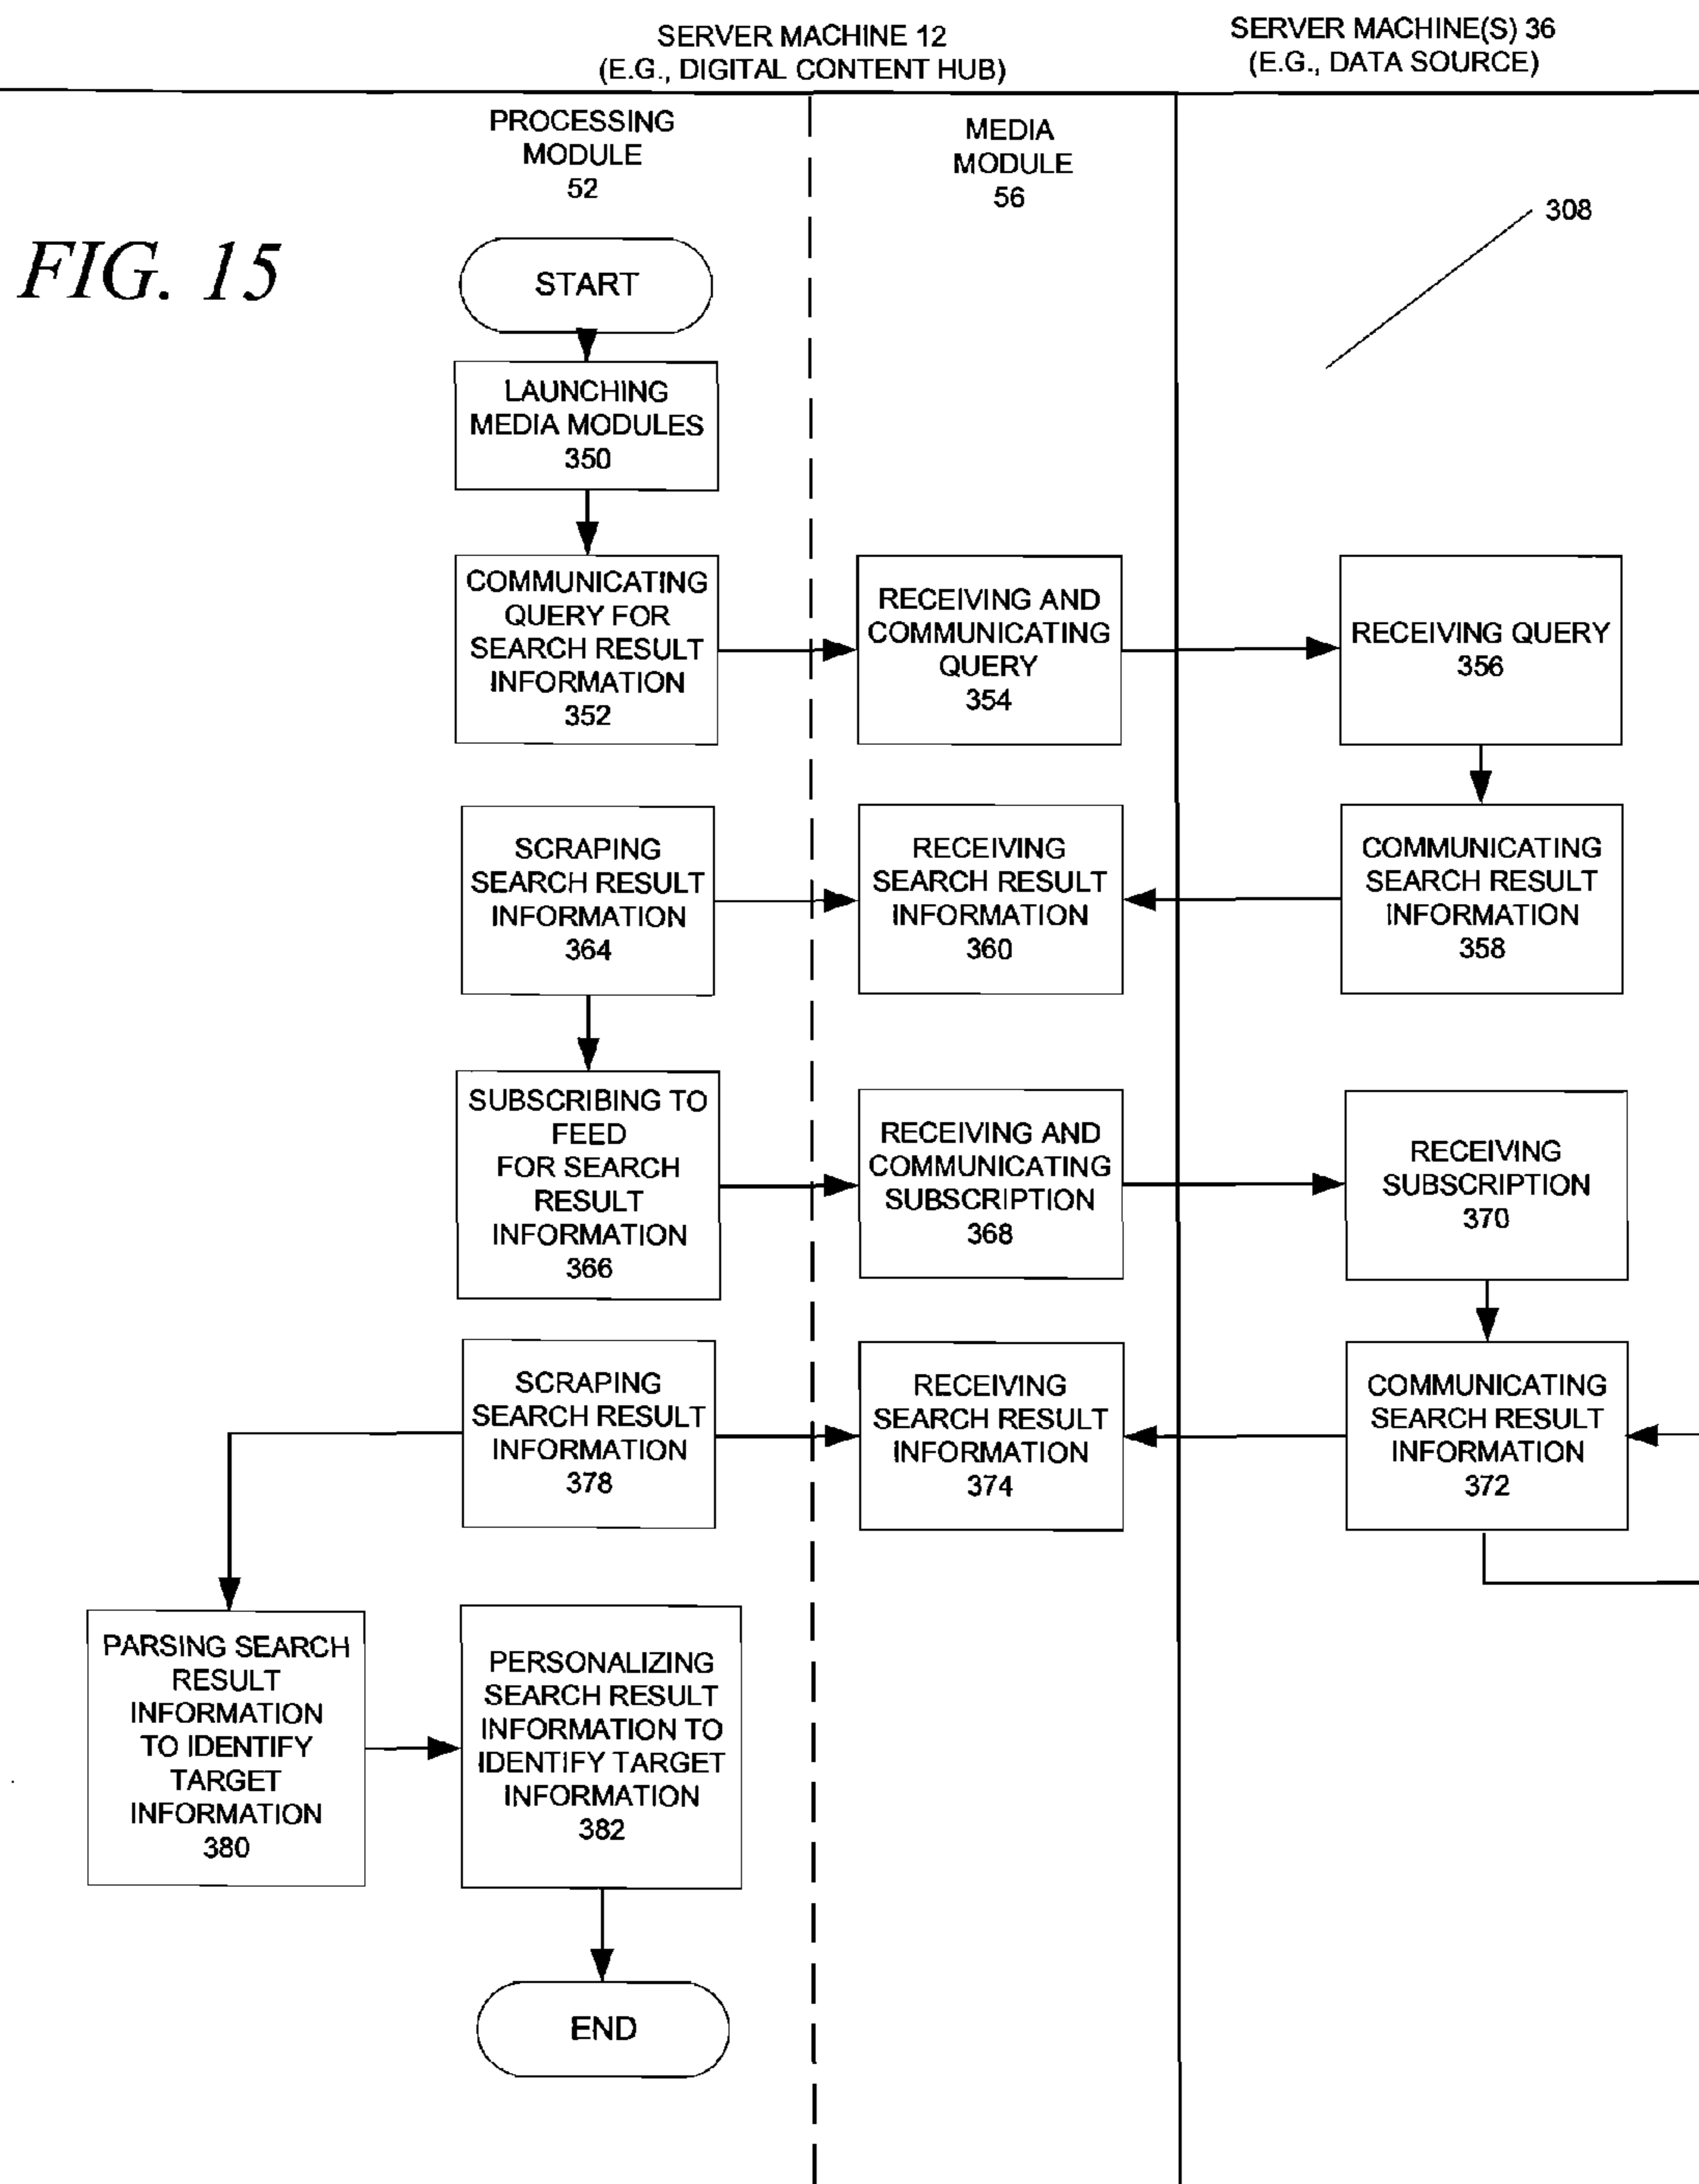 SERVER MACHINE 12
(E.G., DIGITAL CONTENT HUB)
SERVER MACHINE(S) 36
(E.G., DATA SOURCE)
PROCESSING
MODULE
52
MEDIA
MODULE
56
308
FIG. 15
START
LAUNCHING
MEDIA MODULES
350
COMMUNICATING
QUERY FOR
SEARCH RESULT
INFORMATION
352
RECEIVING AND
COMMUNICATING
QUERY
354
RECEIVING QUERY
356
SCRAPING
SEARCH RESULT
INFORMATION
364
RECEIVING
SEARCH RESULT
INFORMATION
360
COMMUNICATING
SEARCH RESULT
INFORMATION
358
SUBSCRIBING TO
FEED
FOR SEARCH
RESULT
INFORMATION
366
RECEIVING AND
COMMUNICATING
SUBSCRIPTION
368
RECEIVING
SUBSCRIPTION
370
SCRAPING
SEARCH RESULT
INFORMATION
378
RECEIVING
SEARCH RESULT
INFORMATION
374
COMMUNICATING
SEARCH RESULT
INFORMATION
372
PARSING SEARCH
RESULT
INFORMATION
TO IDENTIFY
TARGET
INFORMATION
380
PERSONALIZING
SEARCH RESULT
INFORMATION TO
IDENTIFY TARGET
INFORMATION
382
END